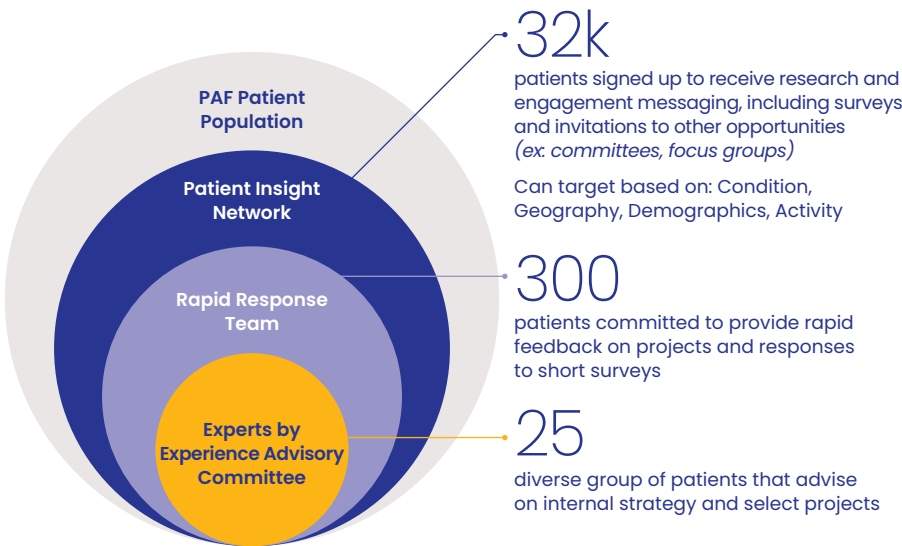 PAF Patient
Population
Patient Insight
Network
Rapid Response
Team
Experts by
Experience Advisory
Committee
32k
patients signed up to receive research and
engagement messaging, including surveys
and invitations to other opportunities
(ex: committees, focus groups)
Can target based on: Condition,
Geography, Demographics, Activity
300
patients committed to provide rapid
feedback on projects and responses
to short surveys
25
diverse group of patients that advise
on internal strategy and select projects